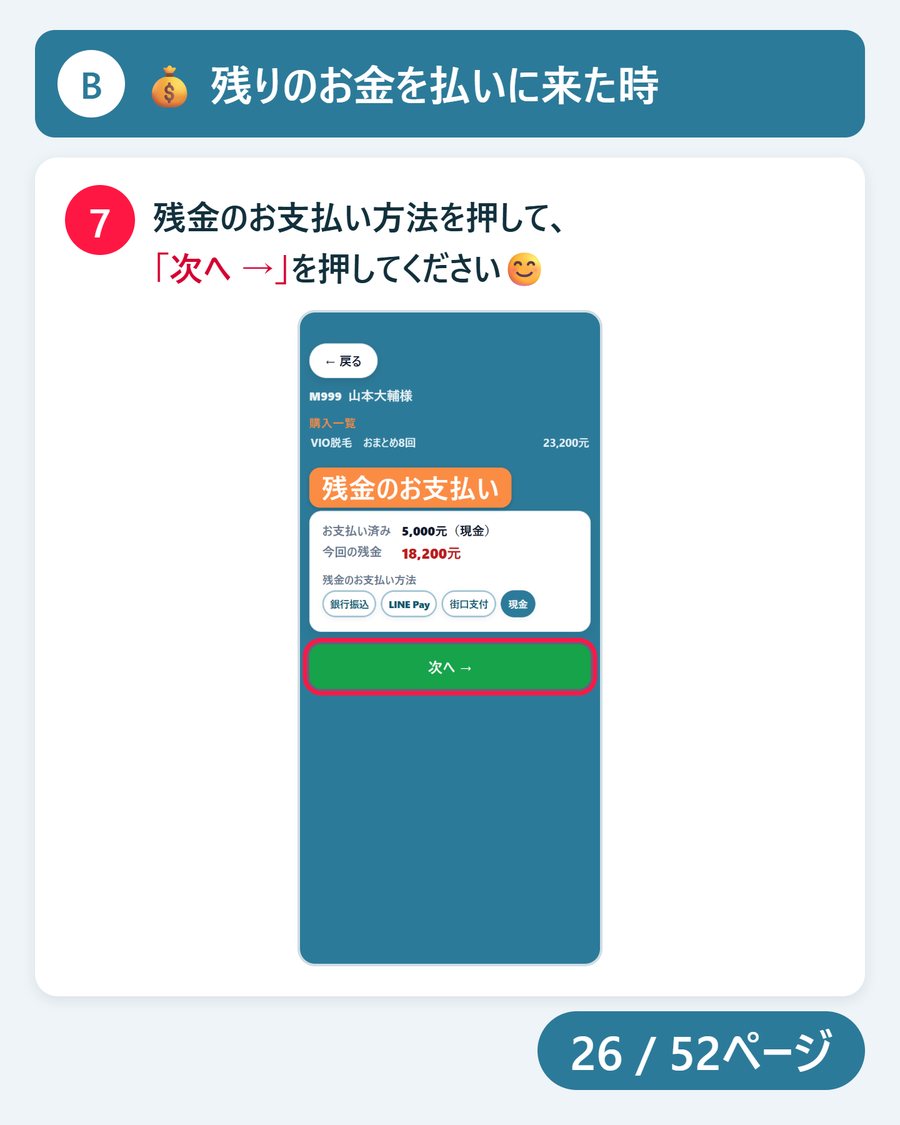 B 💰 残りのお金を払いに来た時
7 残金のお支払い方法を押して、
「次へ →」を押してください😊
← 戻る
M999 山本大輔様
購入一覧
VIO脱毛 おまとめ8回 23,200元
残金のお支払い
お支払い済み 5,000元（現金）
今回の残金 18,200元
残金のお支払い方法
銀行振込 LINE Pay 街口支付 現金
次へ →
26 / 52ページ